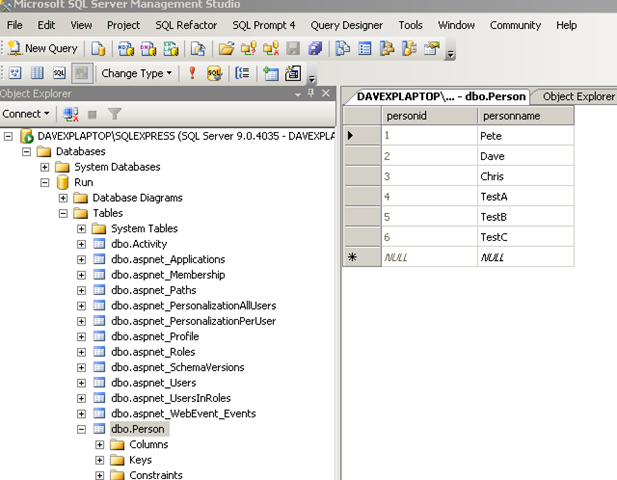 Microsoft SQL Server Management Studio
File Edit View Project SQL Refactor SQL Prompt 4 Query Designer Tools Window Community Help
New Query
Change Type
Object Explorer
Connect
DAVEXPLAPTOP\... - dbo.Person Object Explorer
DAVEXPLAPTOP\SQLEXPRESS (SQL Server 9.0.4035 - DAVEXPLA
Databases
System Databases
Run
Database Diagrams
Tables
System Tables
dbo.Activity
dbo.aspnet_Applications
dbo.aspnet_Membership
dbo.aspnet_Paths
dbo.aspnet_PersonalizationAllUsers
dbo.aspnet_PersonalizationPerUser
dbo.aspnet_Profile
dbo.aspnet_Roles
dbo.aspnet_SchemaVersions
dbo.aspnet_Users
dbo.aspnet_UsersInRoles
dbo.aspnet_WebEvent_Events
dbo.Person
Columns
Keys
Constraints
personid personname
1 Pete
2 Dave
3 Chris
4 TestA
5 TestB
6 TestC
NULL NULL